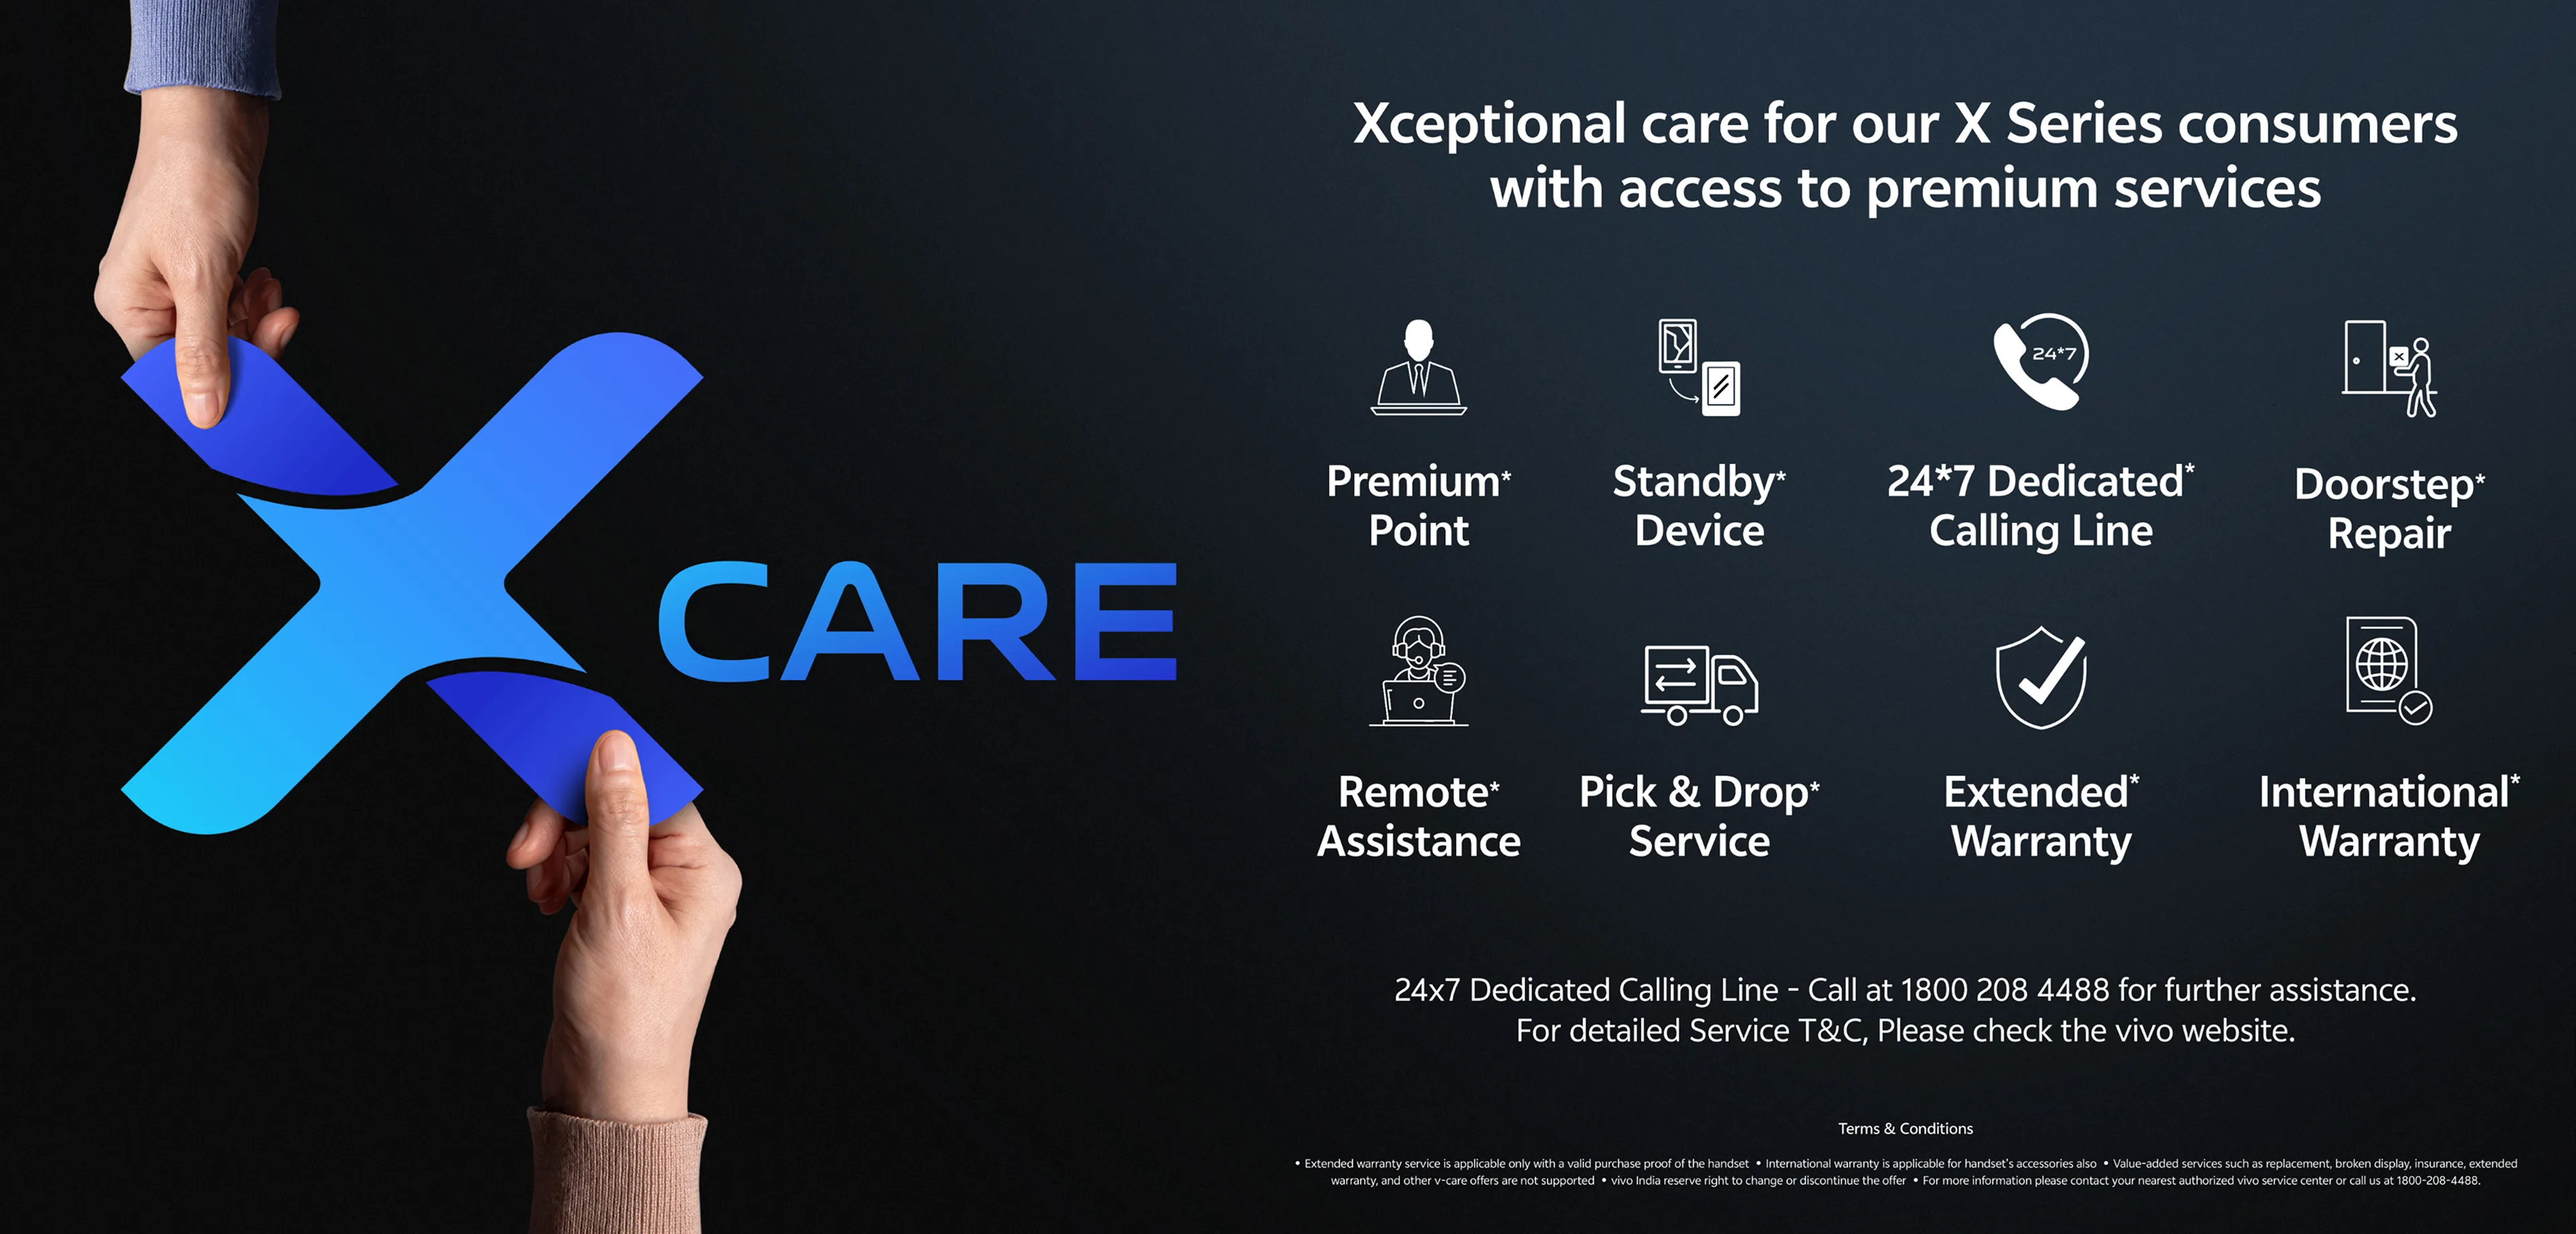 Xceptional care for our X Series consumers
with access to premium services
X CARE
24*7
Premium*
Point
Standby*
Device
24*7 Dedicated*
Calling Line
Doorstep*
Repair
Remote*
Assistance
Pick & Drop*
Service
Extended*
Warranty
International*
Warranty
24x7 Dedicated Calling Line - Call at 1800 208 4488 for further assistance.
For detailed Service T&C, Please check the vivo website.
Terms & Conditions
• Extended warranty service is applicable only with a valid purchase proof of the handset • International warranty is applicable for handset's accessories also • Value-added services such as replacement, broken display, insurance, extended
warranty, and other v-care offers are not supported • vivo India reserve right to change or discontinue the offer • For more information please contact your nearest authorized vivo service center or call us at 1800-208-4488.